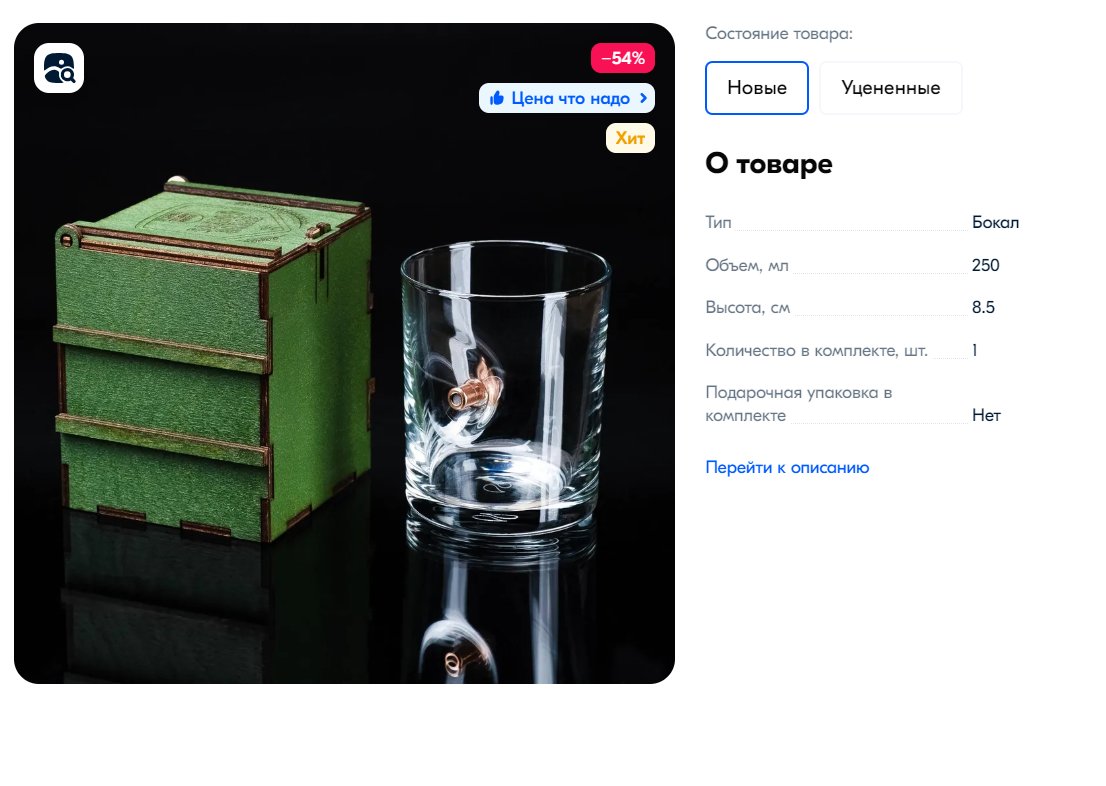 −54%
Цена что надо
Хит
Состояние товара:
Новые
Уцененные
О товаре
Тип
Бокал
Объем, мл
250
Высота, см
8.5
Количество в комплекте, шт.
1
Подарочная упаковка в
комплекте
Нет
Перейти к описанию